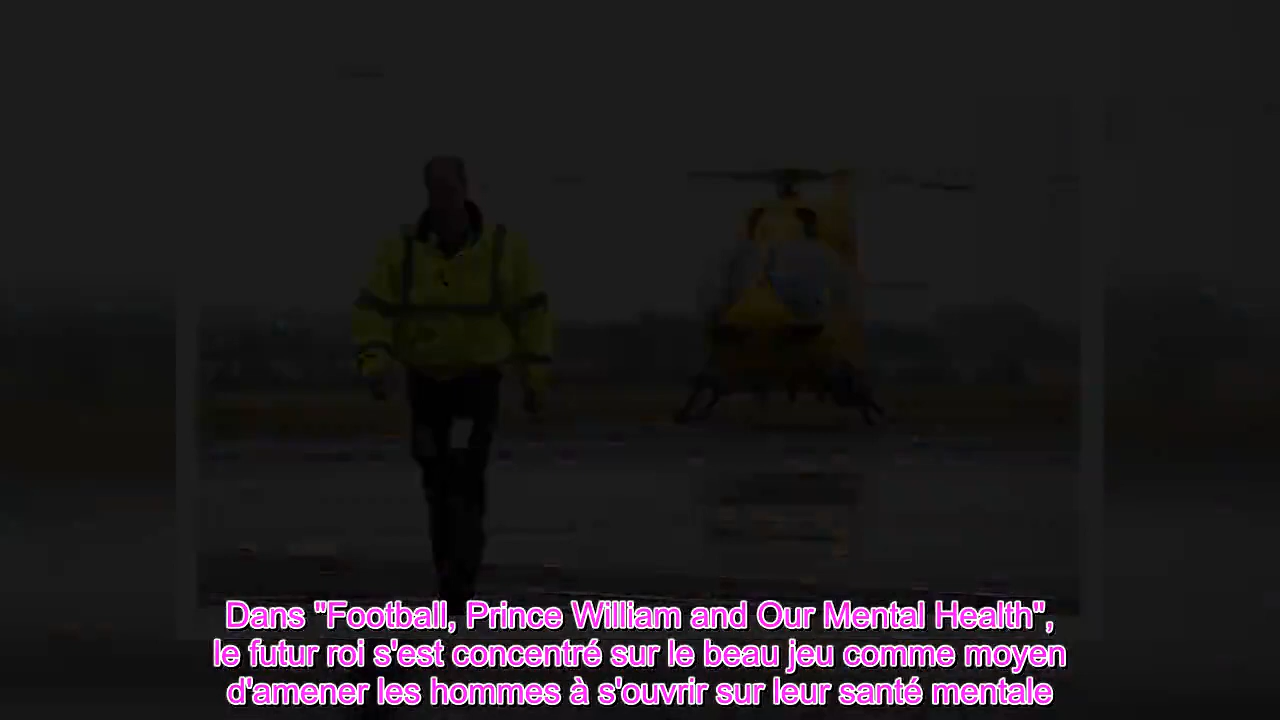 Dans "Football, Prince William and Our Mental Health",
le futur roi s'est concentré sur le beau jeu comme moyen
d'amener les hommes à s'ouvrir sur leur santé mentale